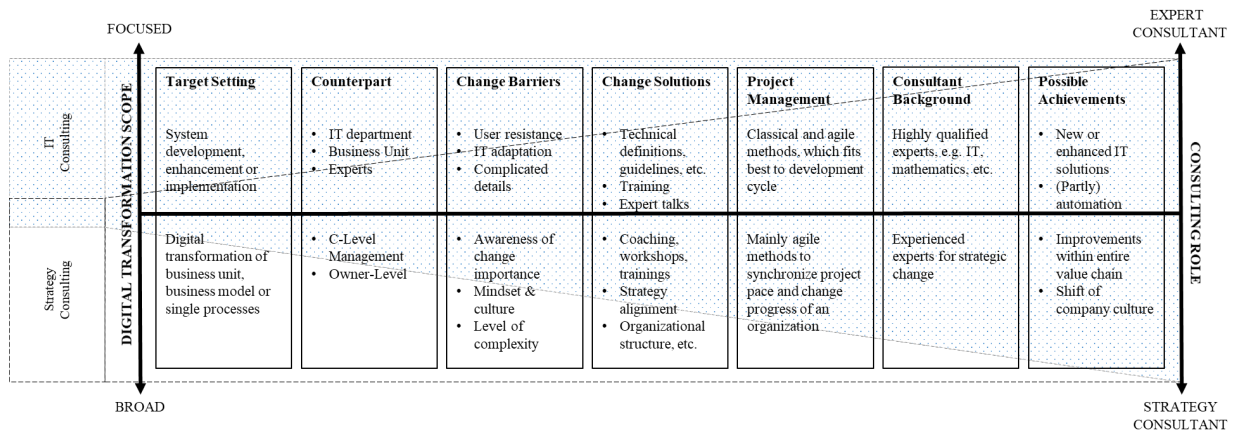 FOCUSED
EXPERT
CONSULTANT
IT
Consulting
Strategy
Consulting
DIGITAL TRANSFORMATION SCOPE
Target Setting
System
development,
enhancement or
implementation
Digital
transformation of
business unit,
business model or
single processes
Counterpart
• IT department
• Business Unit
• Experts
• C-Level
Management
• Owner-Level
Change Barriers
• User resistance
• IT adaptation
• Complicated
details
• Awareness of
change
importance
• Mindset &
culture
• Level of
complexity
Change Solutions
• Technical
definitions,
guidelines, etc.
• Training
• Expert talks
• Coaching,
workshops,
trainings
• Strategy
alignment
• Organizational
structure, etc.
Project
Management
Classical and agile
methods, which fits
best to development
cycle
Mainly agile
methods to
synchronize project
pace and change
progress of an
organization
Consultant
Background
Highly qualified
experts, e.g. IT,
mathematics, etc.
Experienced
experts for strategic
change
Possible
Achievements
• New or
enhanced IT
solutions
• (Partly)
automation
• Improvements
within entire
value chain
• Shift of
company culture
CONSULTING ROLE
BROAD
STRATEGY
CONSULTANT